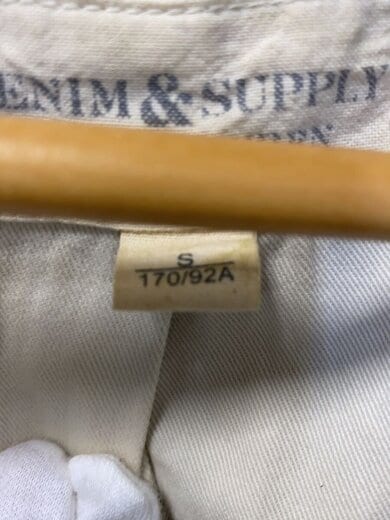 ENIM & SUPPLY
S
170/92A